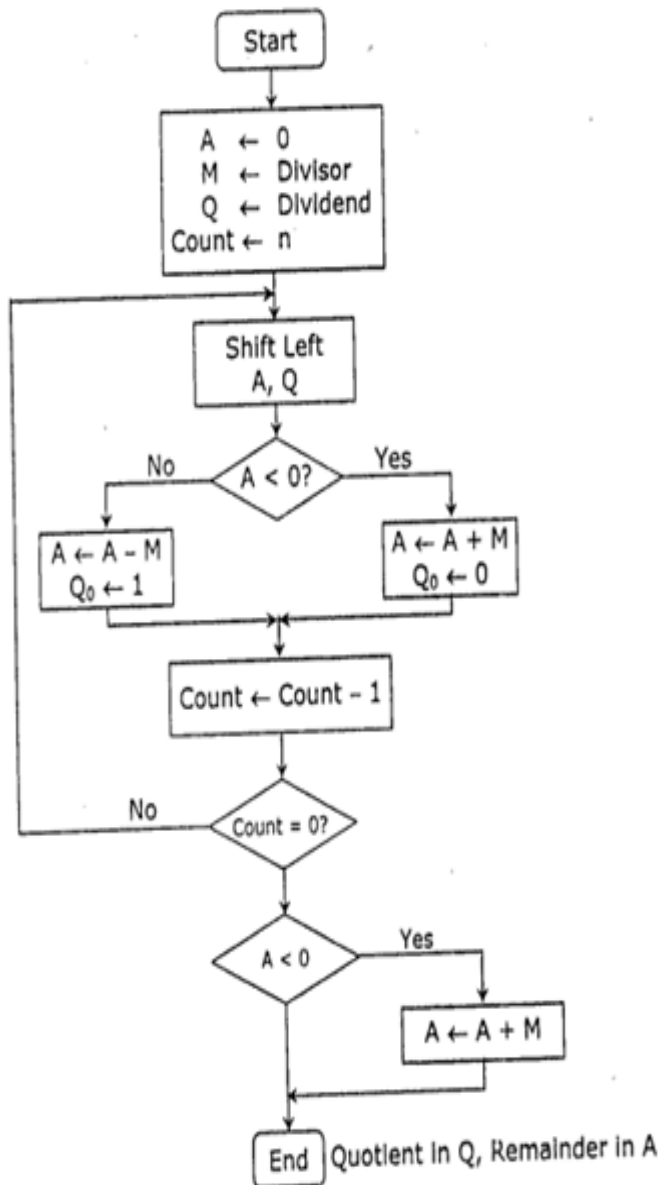 Start
A ← 0
M ← Divisor
Q ← Dividend
Count ← n
Shift Left
A, Q
No
A < 0?
Yes
A ← A – M
Q₀ ← 1
A ← A + M
Q₀ ← 0
Count ← Count – 1
No
Count = 0?
A < 0
Yes
A ← A + M
End
Quotient in Q, Remainder in A